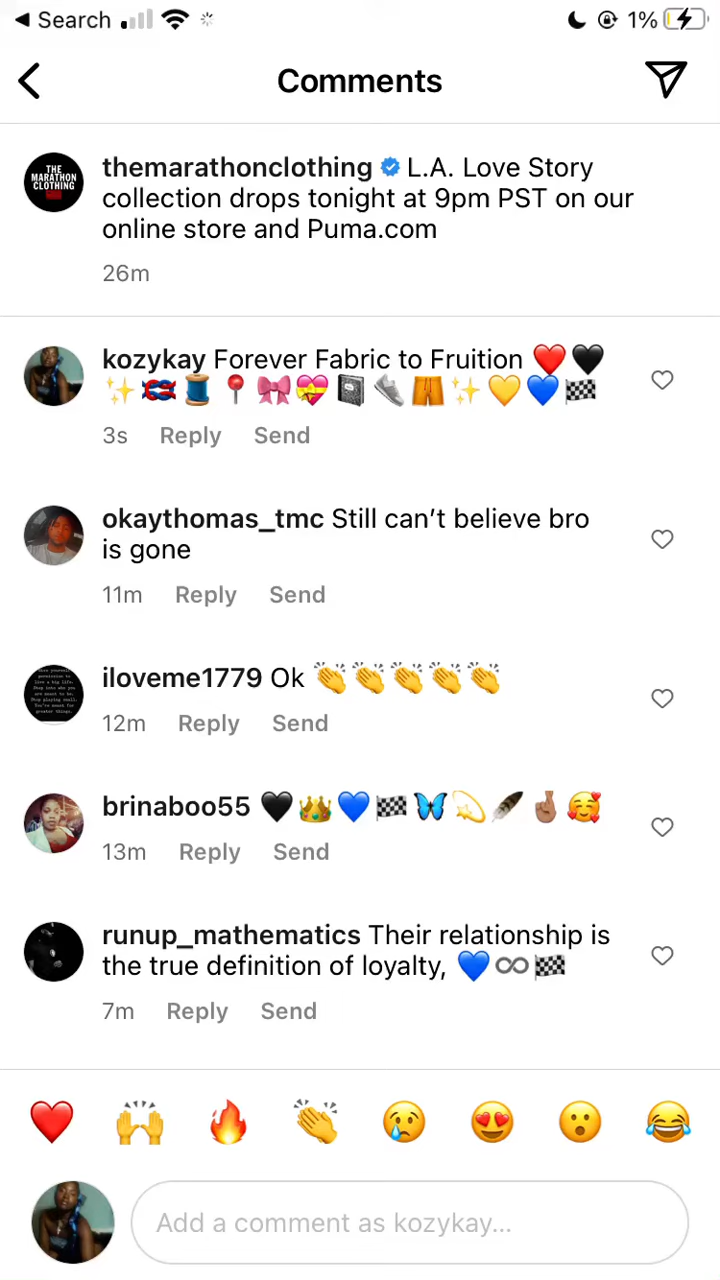 ◀ Search 1%
Comments
THE
MARATHON
CLOTHING
themarathonclothing L.A. Love Story
collection drops tonight at 9pm PST on our
online store and Puma.com
26m
kozykay Forever Fabric to Fruition ❤️🖤
✨🪢🧵📍🎀💝📓👟🩳✨💛💙🏁
3s Reply Send
okaythomas_tmc Still can’t believe bro
is gone
11m Reply Send
iloveme1779 Ok 👏👏👏👏👏
12m Reply Send
brinaboo55 🖤👑💙🏁🦋💫🪶🤞🏽🥰
13m Reply Send
runup_mathematics Their relationship is
the true definition of loyalty, 💙♾🏁
7m Reply Send
❤️🙌🔥👏😢😍😮😂
Add a comment as kozykay...